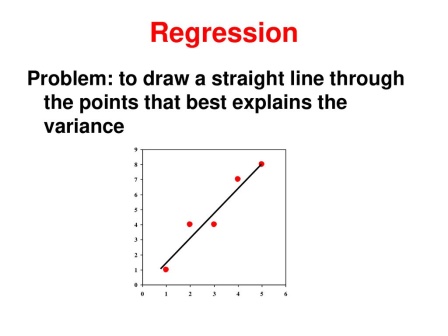 Regression
Problem: to draw a straight line through
the points that best explains the
variance
9
8
7
6
5
4
3
2
1
0
0 1 2 3 4 5 6